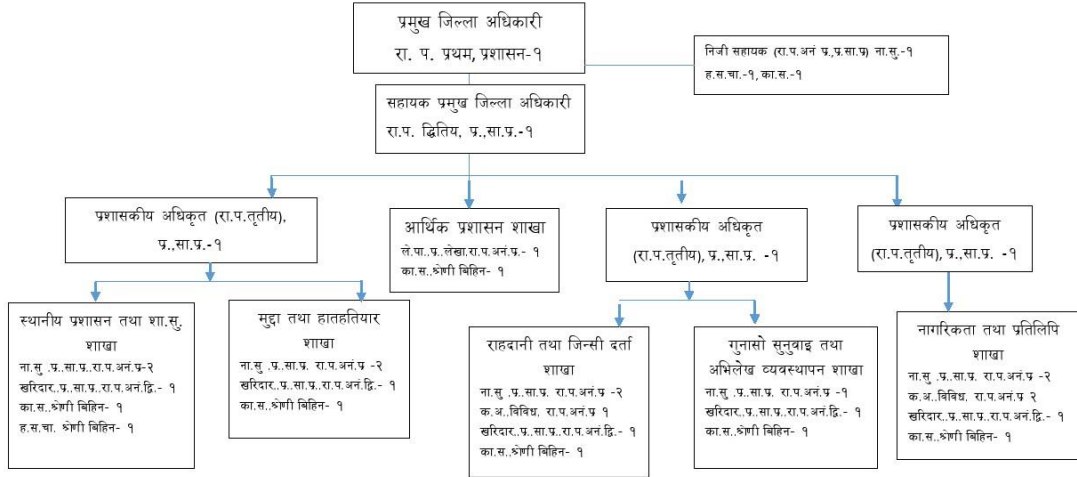 प्रमुख जिल्ला अधिकारी
रा. प. प्रथम, प्रशासन-१
निजी सहायक (रा.प.अनं प्र.,प्र.सा.प्र) ना.सु.-१
ह.स.चा.-१, का.स.-१
सहायक प्रमुख जिल्ला अधिकारी
रा.प. द्धितिय, प्र.,सा.प्र.-१
प्रशासकीय अधिकृत (रा.प.तृतीय),
प्र.,सा.प्र.-१
आर्थिक प्रशासन शाखा
ले.पा..प्र..लेखा.रा.प.अनं.प्र.- १
का.स..श्रेणी बिहिन- १
प्रशासकीय अधिकृत
(रा.प.तृतीय), प्र.,सा.प्र. -१
प्रशासकीय अधिकृत
(रा.प.तृतीय), प्र.,सा.प्र. -१
स्थानीय प्रशासन तथा शा.सु.
शाखा
ना.सु .प्र..सा.प्र..रा.प.अनं.प्र-२
खरिदार..प्र..सा.प्र..रा.प.अनं.द्वि.- १
का.स..श्रेणी बिहिन- १
ह.स.चा. श्रेणी बिहिन- १
मुद्दा तथा हातहतियार
शाखा
ना.सु .प्र..सा.प्र. रा.प.अनं.प्र -२
खरिदार..प्र..सा.प्र..रा.प.अनं.द्वि.- १
का.स..श्रेणी बिहिन- १
राहदानी तथा जिन्सी दर्ता
शाखा
ना.सु .प्र..सा.प्र. रा.प.अनं.प्र -२
क.अ..विविध, रा.प.अनं.प्र १
खरिदार..प्र..सा.प्र..रा.प.अनं.द्वि.- १
का.स..श्रेणी बिहिन- १
गुनासो सुनुवाइ तथा
अभिलेख व्यवस्थापन शाखा
ना.सु .प्र..सा.प्र. रा.प.अनं.प्र -१
खरिदार..प्र..सा.प्र..रा.प.अनं.द्वि.- १
का.स..श्रेणी बिहिन- १
नागरिकता तथा प्रतिलिपि
शाखा
ना.सु .प्र..सा.प्र. रा.प.अनं.प्र -२
क.अ..विविध. रा.प.अनं.प्र २
खरिदार..प्र..सा.प्र..रा.प.अनं.द्वि.- १
का.स..श्रेणी बिहिन- १